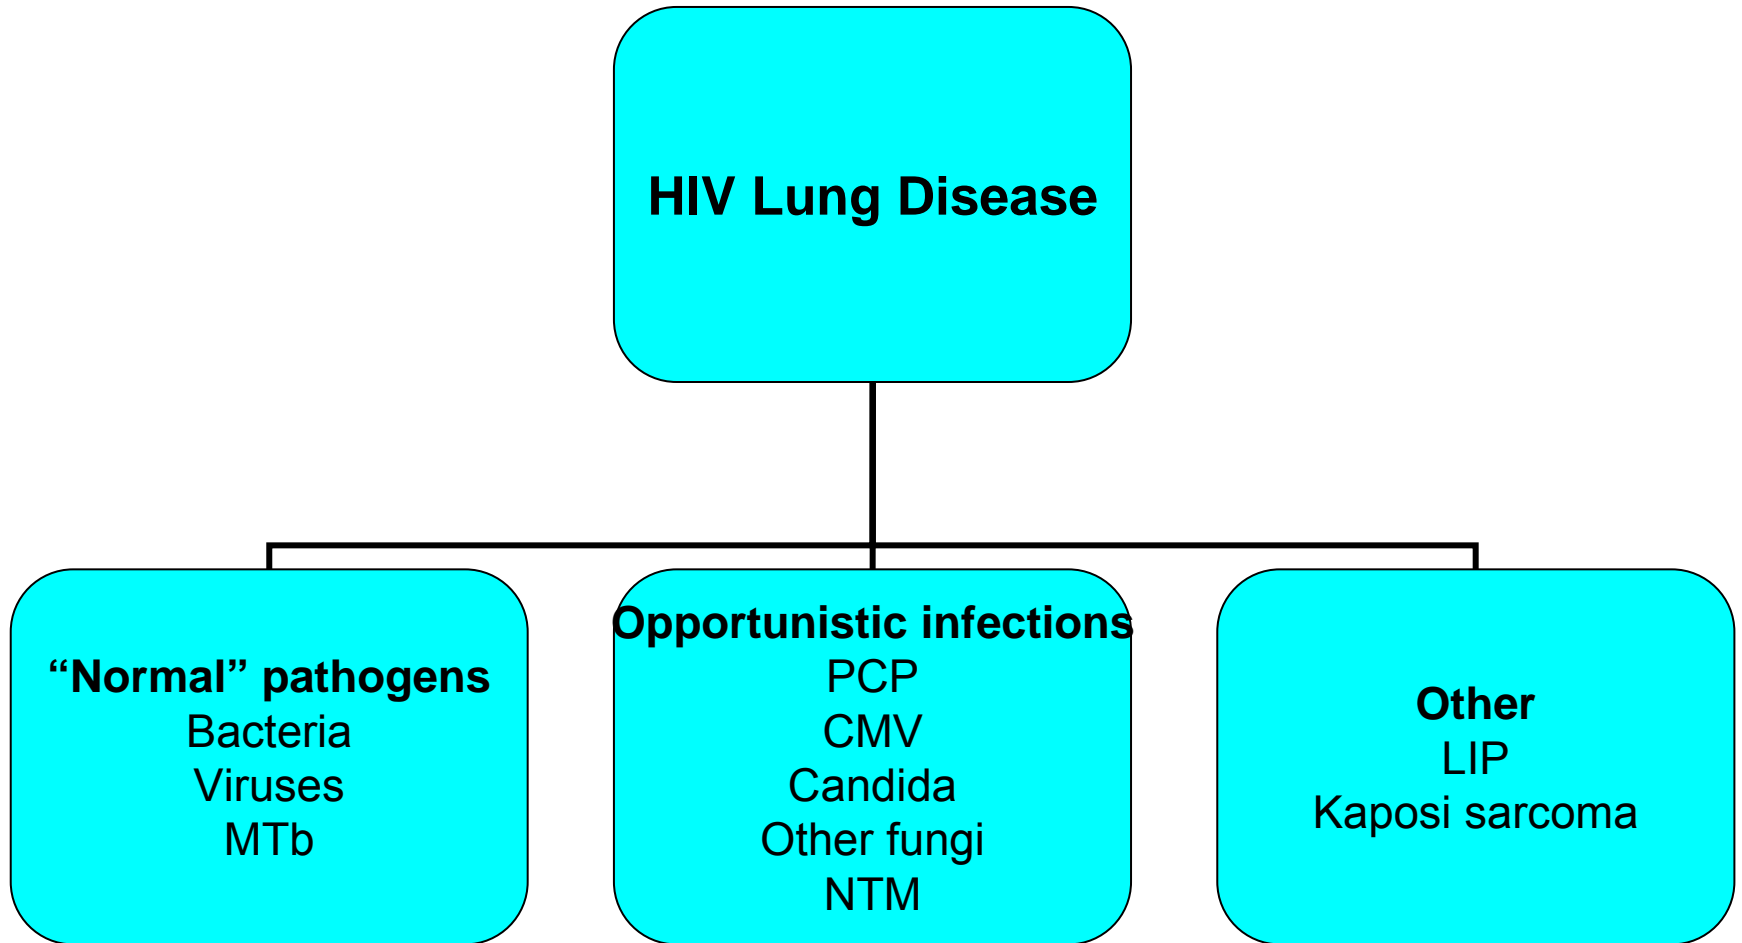 HIV Lung Disease
“Normal” pathogens
Bacteria
Viruses
MTb
Opportunistic infections
PCP
CMV
Candida
Other fungi
NTM
Other
LIP
Kaposi sarcoma